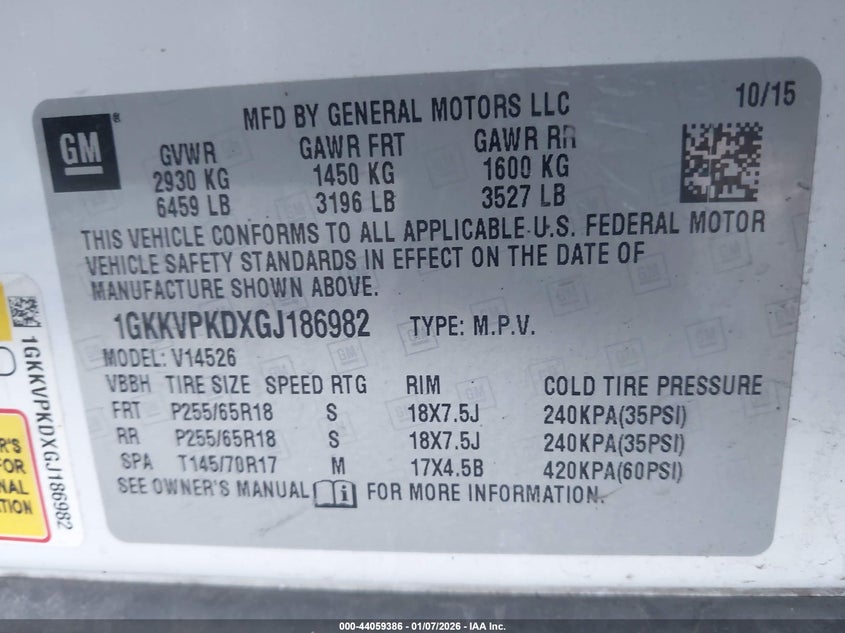 GM
®
MFD BY GENERAL MOTORS LLC
10/15
GVWR GAWR FRT GAWR RR
2930 KG 1450 KG 1600 KG
6459 LB 3196 LB 3527 LB
THIS VEHICLE CONFORMS TO ALL APPLICABLE U.S. FEDERAL MOTOR
VEHICLE SAFETY STANDARDS IN EFFECT ON THE DATE OF
MANUFACTURE SHOWN ABOVE.
1GKKVPKDXGJ186982 TYPE: M.P.V.
MODEL: V14526
VBBH TIRE SIZE SPEED RTG RIM COLD TIRE PRESSURE
FRT P255/65R18 S 18X7.5J 240KPA(35PSI)
RR P255/65R18 S 18X7.5J 240KPA(35PSI)
SPA T145/70R17 M 17X4.5B 420KPA(60PSI)
SEE OWNER'S MANUAL FOR MORE INFORMATION.
1GKKVPKDXGJ186982
R'S
FOR
NAL
TION
000-44059386 - 01/07/2026 - IAA Inc.